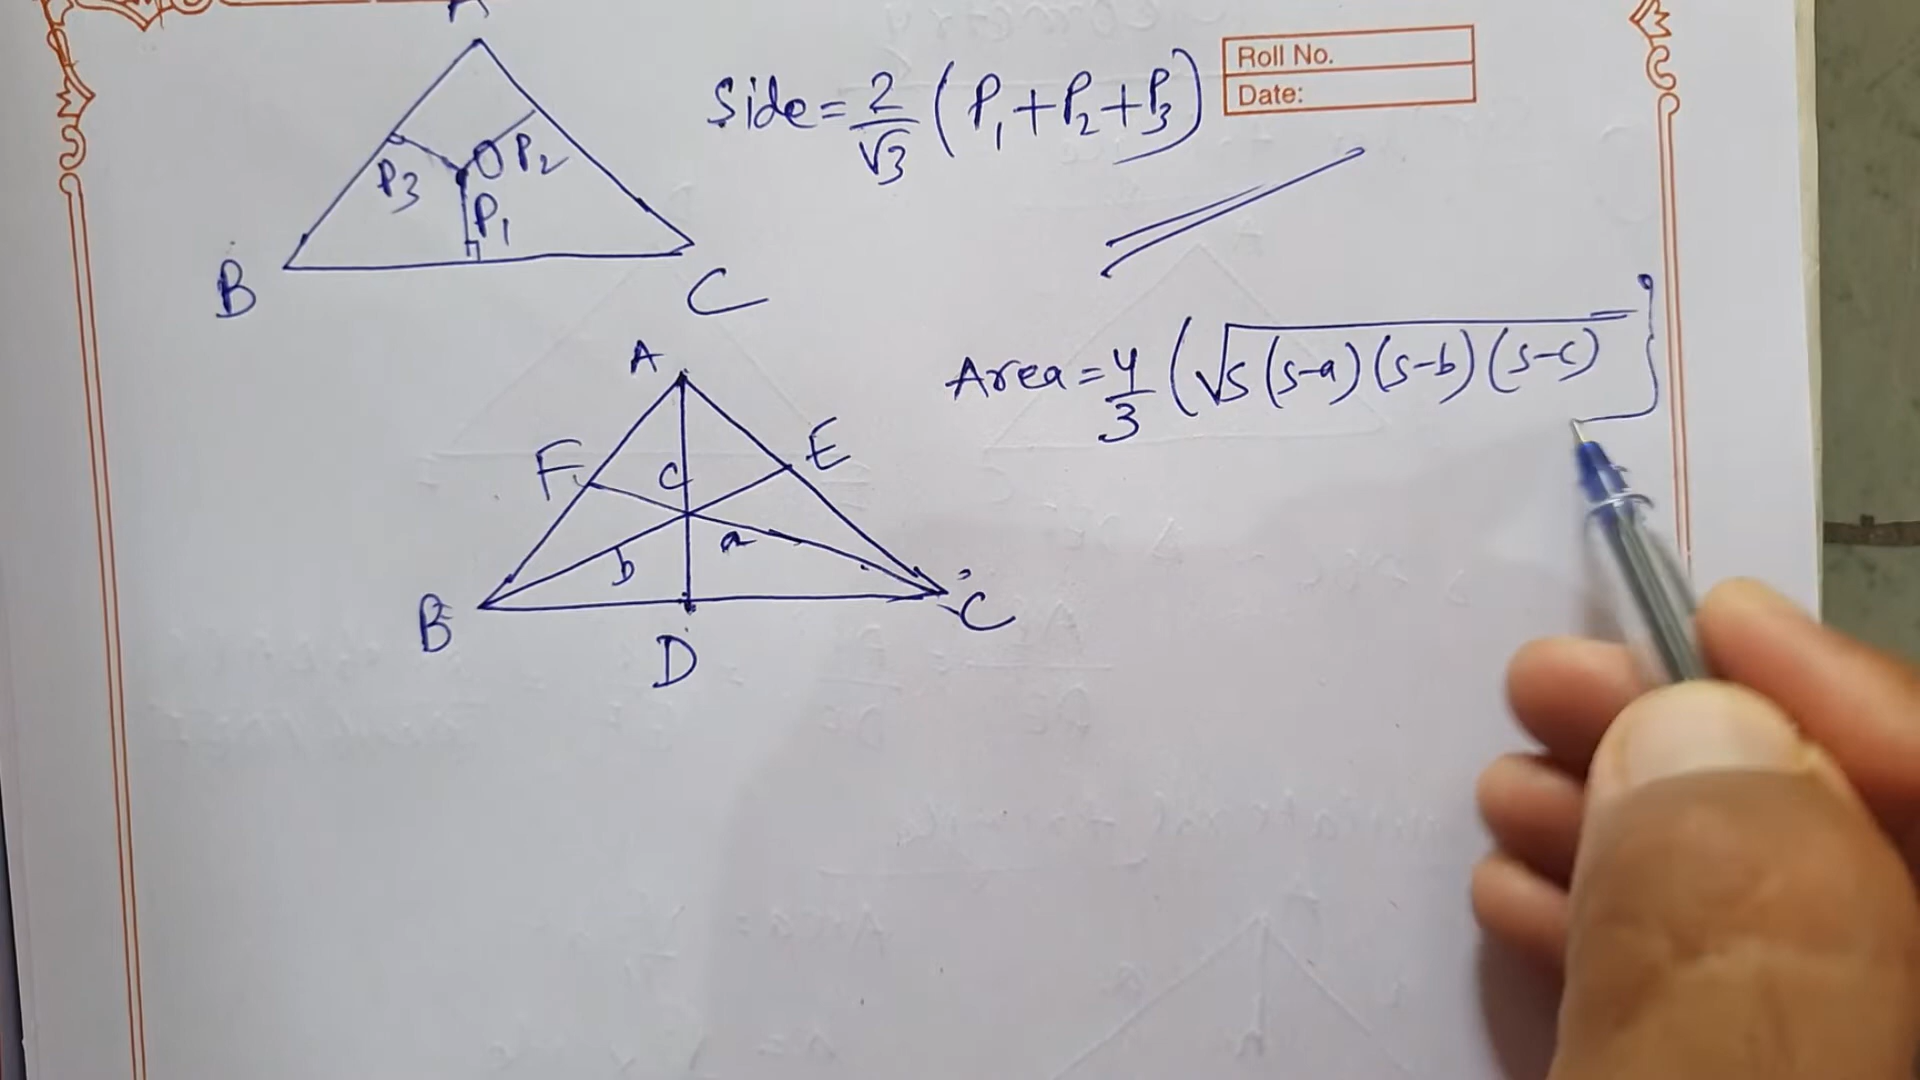 A
Side = 2/√3 (P₁+P₂+P₃)
Roll No.
Date:
P₃ O P₂
P₁
B C
A
Area = 4/3 (√s(s-a)(s-b)(s-c)}
F C E
b a
B D C